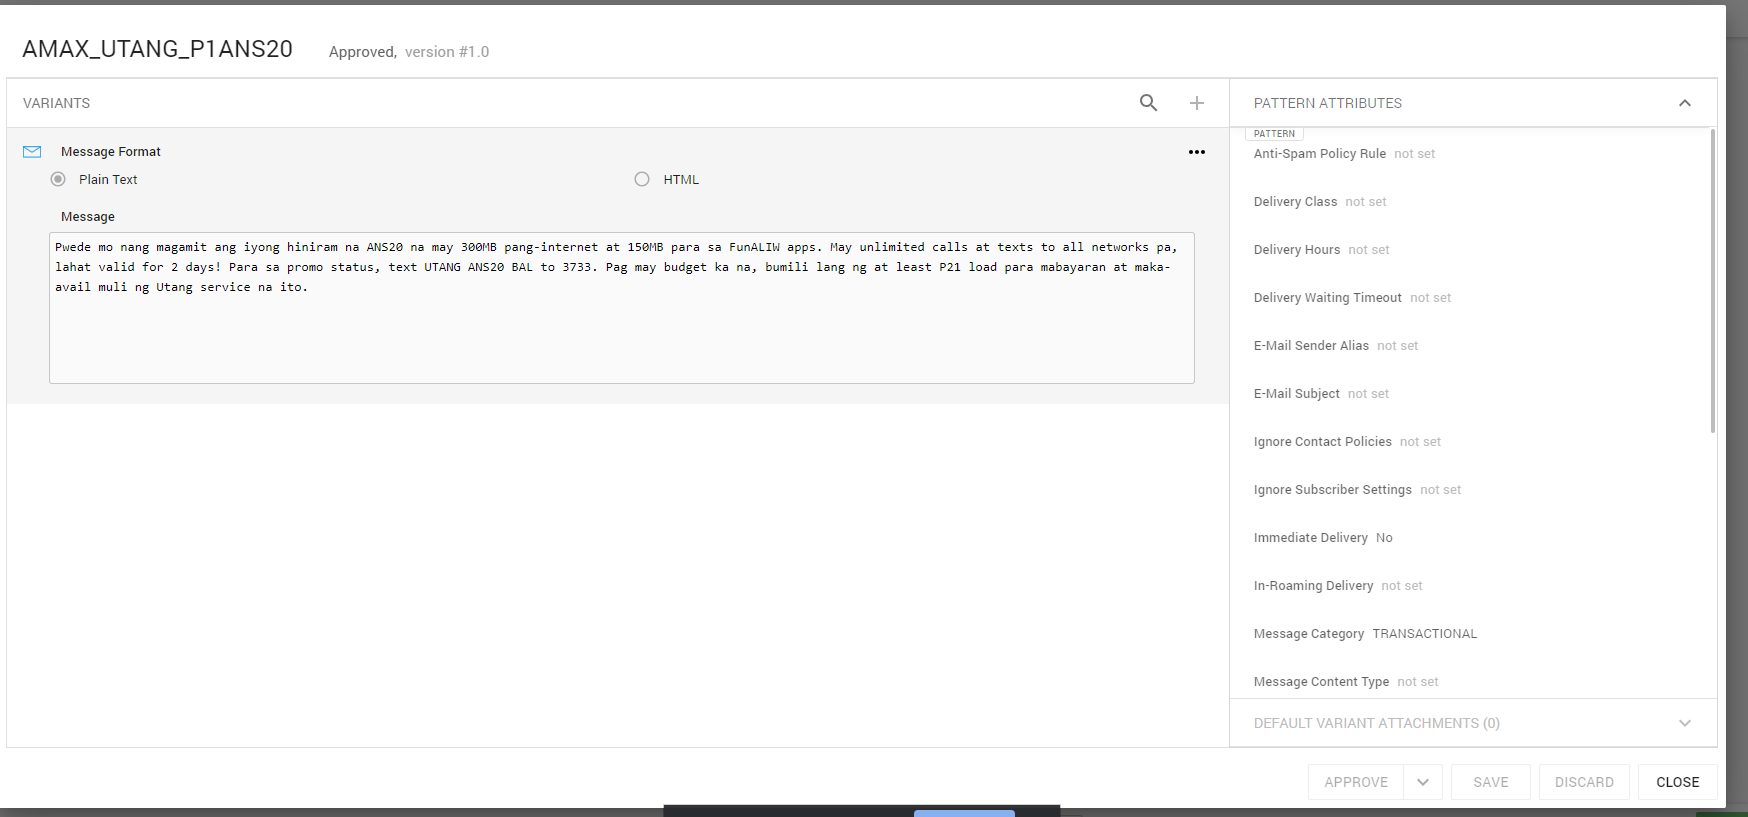 AMAX_UTANG_P1ANS20
Approved, version #1.0
VARIANTS
Message Format
Plain Text
HTML
Message
Pwede mo nang magamit ang iyong hiniram na ANS20 na may 300MB pang-internet at 150MB para sa FunALIW apps. May unlimited calls at texts to all networks pa,
lahat valid for 2 days! Para sa promo status, text UTANG ANS20 BAL to 3733. Pag may budget ka na, bumili lang ng at least P21 load para mabayaran at maka-
avail muli ng Utang service na ito.
PATTERN ATTRIBUTES
PATTERN
Anti-Spam Policy Rule not set
Delivery Class not set
Delivery Hours not set
Delivery Waiting Timeout not set
E-Mail Sender Alias not set
E-Mail Subject not set
Ignore Contact Policies not set
Ignore Subscriber Settings not set
Immediate Delivery No
In-Roaming Delivery not set
Message Category TRANSACTIONAL
Message Content Type not set
DEFAULT VARIANT ATTACHMENTS (0)
APPROVE
SAVE
DISCARD
CLOSE